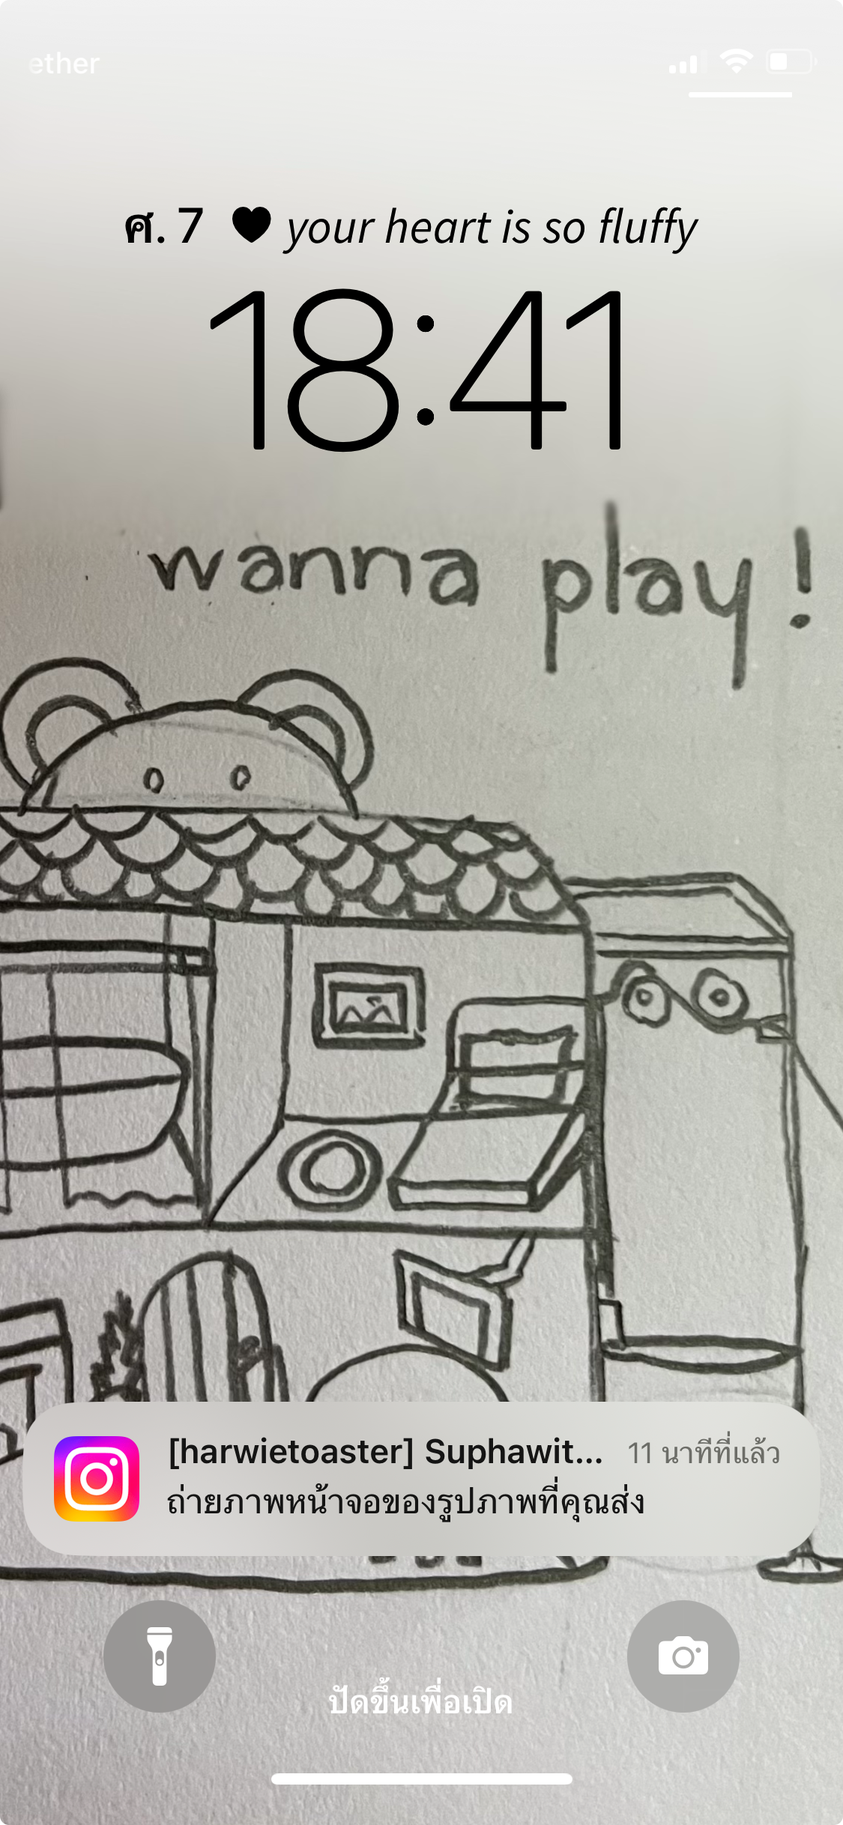 ether
ศ. 7 ♥ your heart is so fluffy
18:41
wanna play!
[harwietoaster] Suphawit... 11 นาทีที่แล้ว
ถ่ายภาพหน้าจอของรูปภาพที่คุณส่ง
ปัดขึ้นเพื่อเปิด